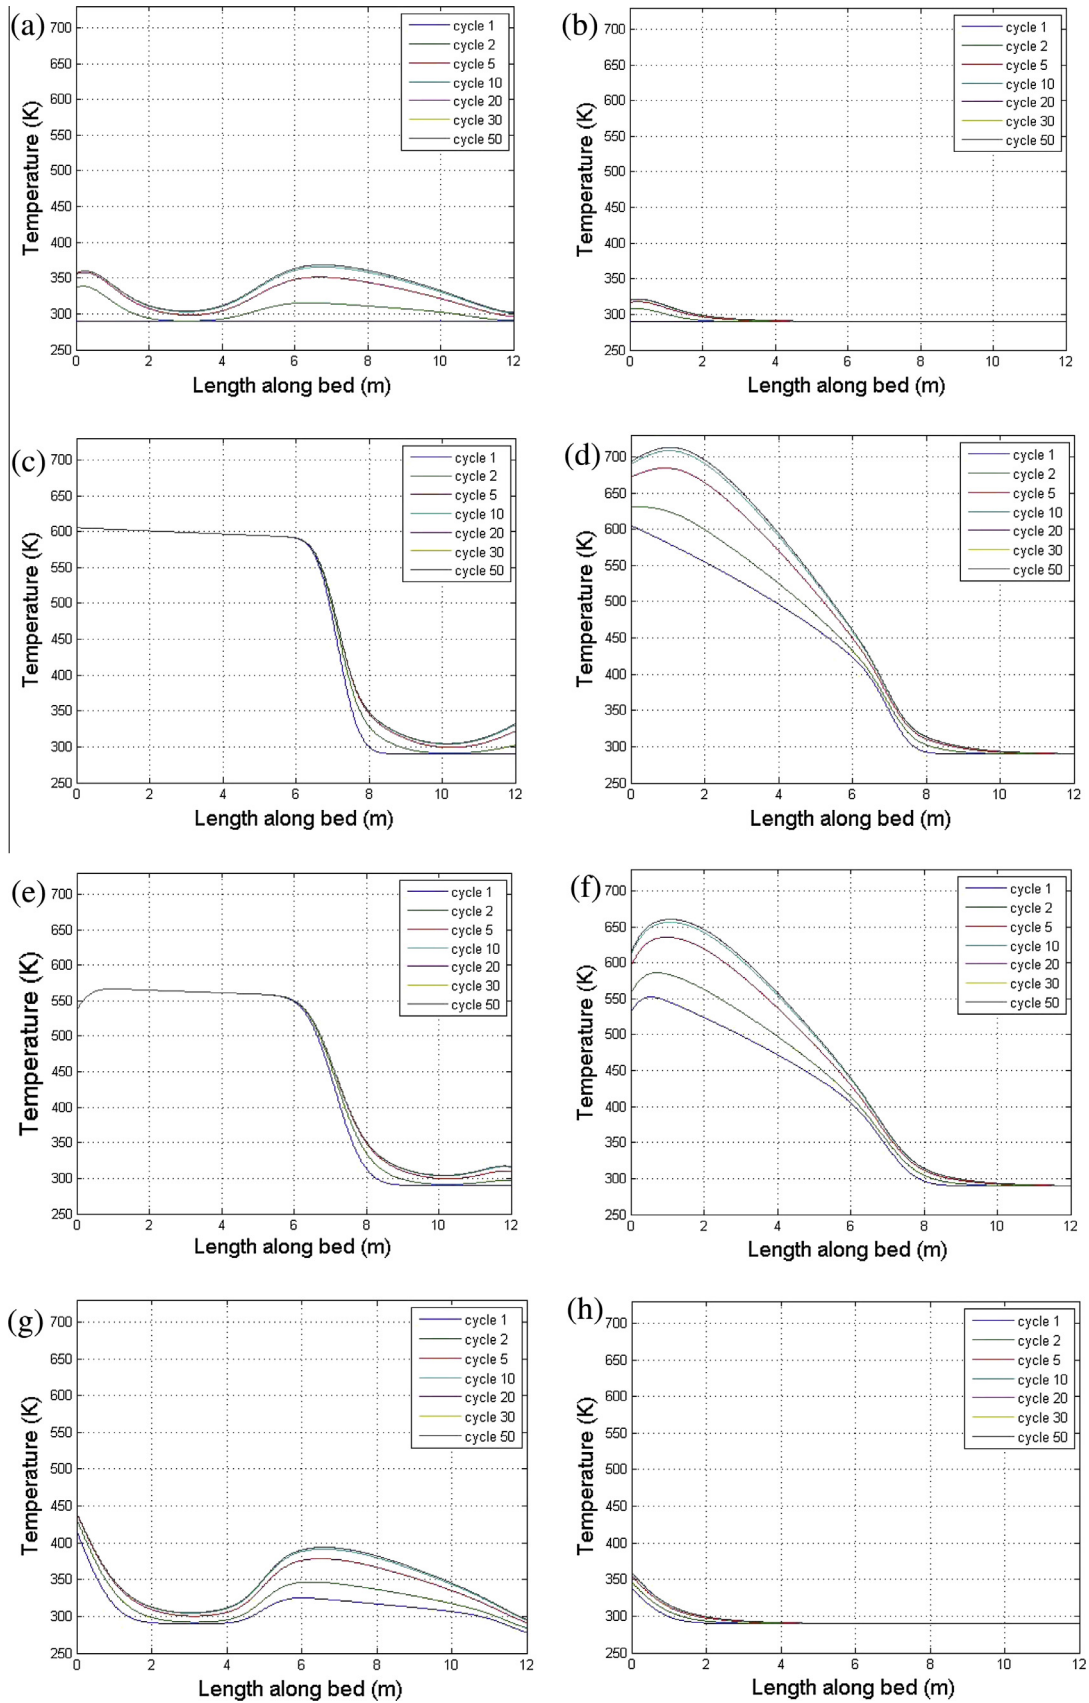 (a)
Temperature (K)
700
650
600
550
500
450
400
350
300
250
cycle 1
cycle 2
cycle 5
cycle 10
cycle 20
cycle 30
cycle 50
0 2 4 6 8 10 12
Length along bed (m)
(b)
Temperature (K)
700
650
600
550
500
450
400
350
300
250
cycle 1
cycle 2
cycle 5
cycle 10
cycle 20
cycle 30
cycle 50
0 2 4 6 8 10 12
Length along bed (m)
(c)
Temperature (K)
700
650
600
550
500
450
400
350
300
250
cycle 1
cycle 2
cycle 5
cycle 10
cycle 20
cycle 30
cycle 50
0 2 4 6 8 10 12
Length along bed (m)
(d)
Temperature (K)
700
650
600
550
500
450
400
350
300
250
cycle 1
cycle 2
cycle 5
cycle 10
cycle 20
cycle 30
cycle 50
0 2 4 6 8 10 12
Length along bed (m)
(e)
Temperature (K)
700
650
600
550
500
450
400
350
300
250
cycle 1
cycle 2
cycle 5
cycle 10
cycle 20
cycle 30
cycle 50
0 2 4 6 8 10 12
Length along bed (m)
(f)
Temperature (K)
700
650
600
550
500
450
400
350
300
250
cycle 1
cycle 2
cycle 5
cycle 10
cycle 20
cycle 30
cycle 50
0 2 4 6 8 10 12
Length along bed (m)
(g)
Temperature (K)
700
650
600
550
500
450
400
350
300
250
cycle 1
cycle 2
cycle 5
cycle 10
cycle 20
cycle 30
cycle 50
0 2 4 6 8 10 12
Length along bed (m)
(h)
Temperature (K)
700
650
600
550
500
450
400
350
300
250
cycle 1
cycle 2
cycle 5
cycle 10
cycle 20
cycle 30
cycle 50
0 2 4 6 8 10 12
Length along bed (m)